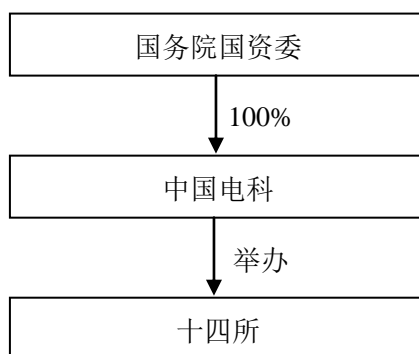 国务院国资委
100%
中国电科
举办
十四所